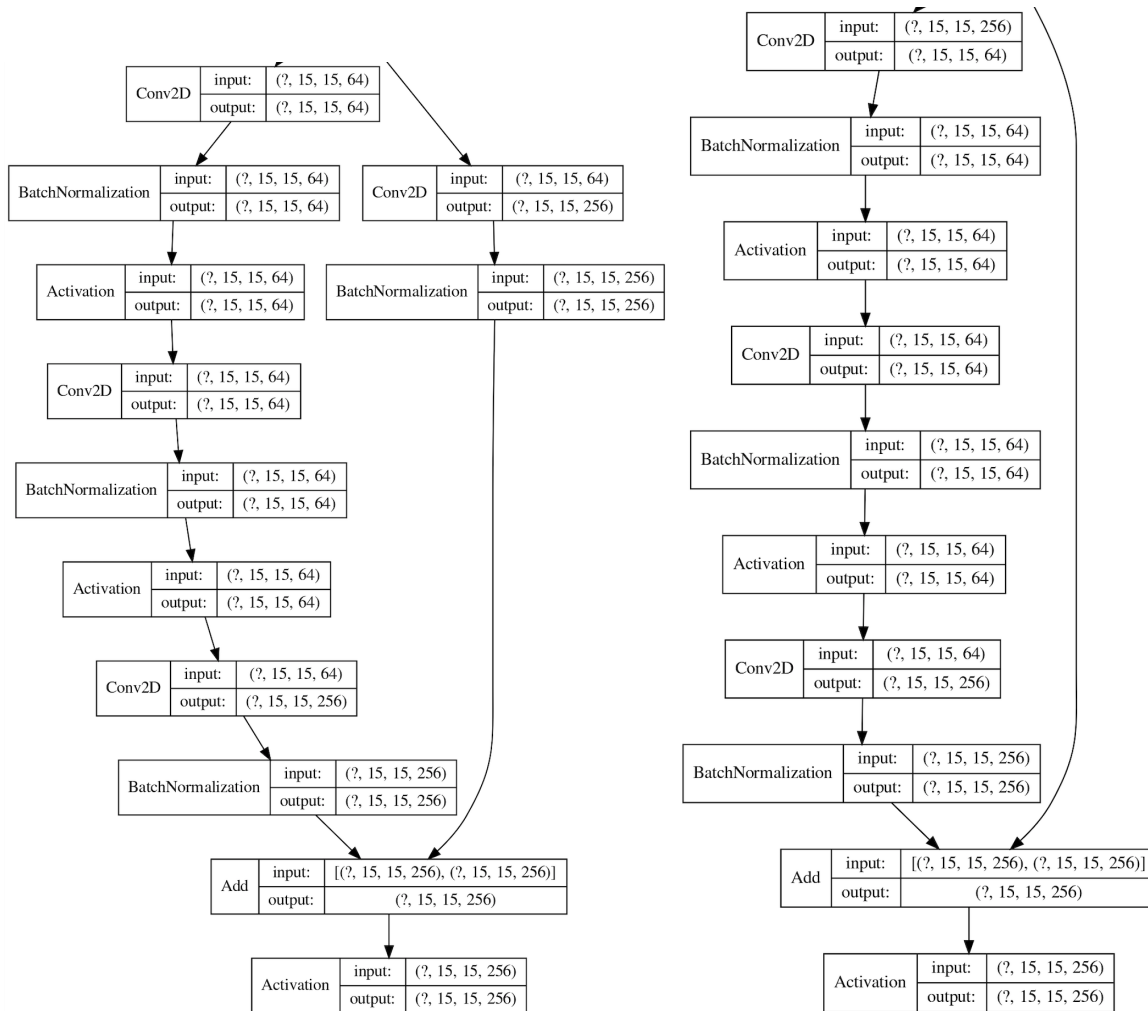 Conv2D
input: (?, 15, 15, 64)
output: (?, 15, 15, 64)
BatchNormalization
input: (?, 15, 15, 64)
output: (?, 15, 15, 64)
Conv2D
input: (?, 15, 15, 64)
output: (?, 15, 15, 256)
Activation
input: (?, 15, 15, 64)
output: (?, 15, 15, 64)
BatchNormalization
input: (?, 15, 15, 256)
output: (?, 15, 15, 256)
Conv2D
input: (?, 15, 15, 64)
output: (?, 15, 15, 64)
BatchNormalization
input: (?, 15, 15, 64)
output: (?, 15, 15, 64)
Activation
input: (?, 15, 15, 64)
output: (?, 15, 15, 64)
Conv2D
input: (?, 15, 15, 64)
output: (?, 15, 15, 256)
BatchNormalization
input: (?, 15, 15, 256)
output: (?, 15, 15, 256)
Add
input: [(?, 15, 15, 256), (?, 15, 15, 256)]
output: (?, 15, 15, 256)
Activation
input: (?, 15, 15, 256)
output: (?, 15, 15, 256)
Conv2D
input: (?, 15, 15, 256)
output: (?, 15, 15, 64)
BatchNormalization
input: (?, 15, 15, 64)
output: (?, 15, 15, 64)
Activation
input: (?, 15, 15, 64)
output: (?, 15, 15, 64)
Conv2D
input: (?, 15, 15, 64)
output: (?, 15, 15, 64)
BatchNormalization
input: (?, 15, 15, 64)
output: (?, 15, 15, 64)
Activation
input: (?, 15, 15, 64)
output: (?, 15, 15, 64)
Conv2D
input: (?, 15, 15, 64)
output: (?, 15, 15, 256)
BatchNormalization
input: (?, 15, 15, 256)
output: (?, 15, 15, 256)
Add
input: [(?, 15, 15, 256), (?, 15, 15, 256)]
output: (?, 15, 15, 256)
Activation
input: (?, 15, 15, 256)
output: (?, 15, 15, 256)